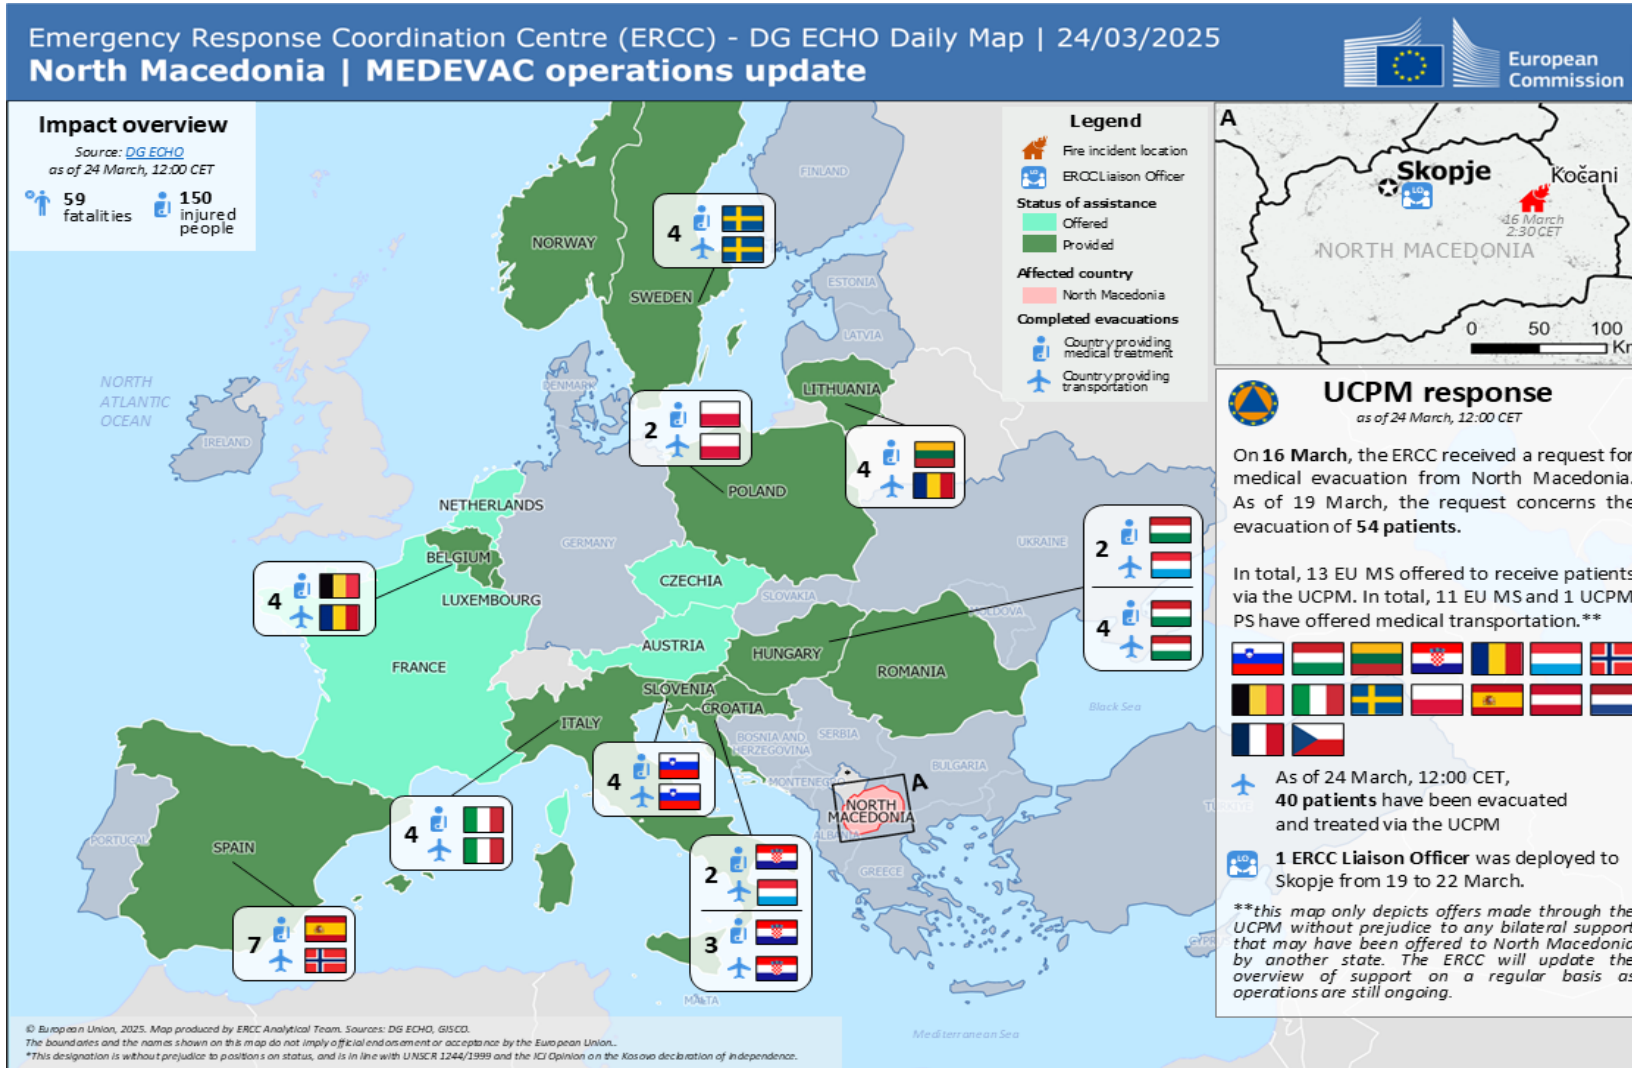 Emergency Response Coordination Centre (ERCC) - DG ECHO Daily Map | 24/03/2025
North Macedonia | MEDEVAC operations update
European
Commission
Impact overview
Source: DG ECHO
as of 24 March, 12:00 CET
59
fatalities
150
injured
people
Legend
Fire incident location
ERCC Liaison Officer
Status of assistance
Offered
Provided
Affected country
North Macedonia
Completed evacuations
Country providing
medical treatment
Country providing
transportation
A
Skopje
LO
Kočani
16 March
2:30 CET
NORTH MACEDONIA
0 50 100
Km
UCPM response
as of 24 March, 12:00 CET
On 16 March, the ERCC received a request for
medical evacuation from North Macedonia.
As of 19 March, the request concerns the
evacuation of 54 patients.
In total, 13 EU MS offered to receive patients
via the UCPM. In total, 11 EU MS and 1 UCPM
PS have offered medical transportation.**
As of 24 March, 12:00 CET,
40 patients have been evacuated
and treated via the UCPM
LO
1 ERCC Liaison Officer was deployed to
Skopje from 19 to 22 March.
**this map only depicts offers made through the
UCPM without prejudice to any bilateral support
that may have been offered to North Macedonia
by another state. The ERCC will update the
overview of support on a regular basis as
operations are still ongoing.
FINLAND
NORWAY
4
SWEDEN
ESTONIA
LATVIA
NORTH
ATLANTIC
OCEAN
DENMARK
LITHUANIA
2
4
IRELAND
POLAND
NETHERLANDS
GERMANY
UKRAINE
2
4
BELGIUM
CZECHIA
SLOVAKIA
4
LUXEMBOURG
MOLDOVA
AUSTRIA
HUNGARY
FRANCE
ROMANIA
SLOVENIA
CROATIA
Black Sea
ITALY
BOSNIA AND
HERZEGOVINA
SERBIA
4
MONTENEGRO
BULGARIA
A
NORTH
MACEDONIA
ALBANIA
PORTUGAL
SPAIN
4
GREECE
2
3
7
MALTA
Mediterranean Sea
© European Union, 2025. Map produced by ERCC Analytical Team. Sources: DG ECHO, GISCO.
The boundaries and the names shown on this map do not imply official endorsement or acceptance by the European Union..
*This designation is without prejudice to positions on status, and is in line with UNSCR 1244/1999 and the ICJ Opinion on the Kosovo declaration of independence.